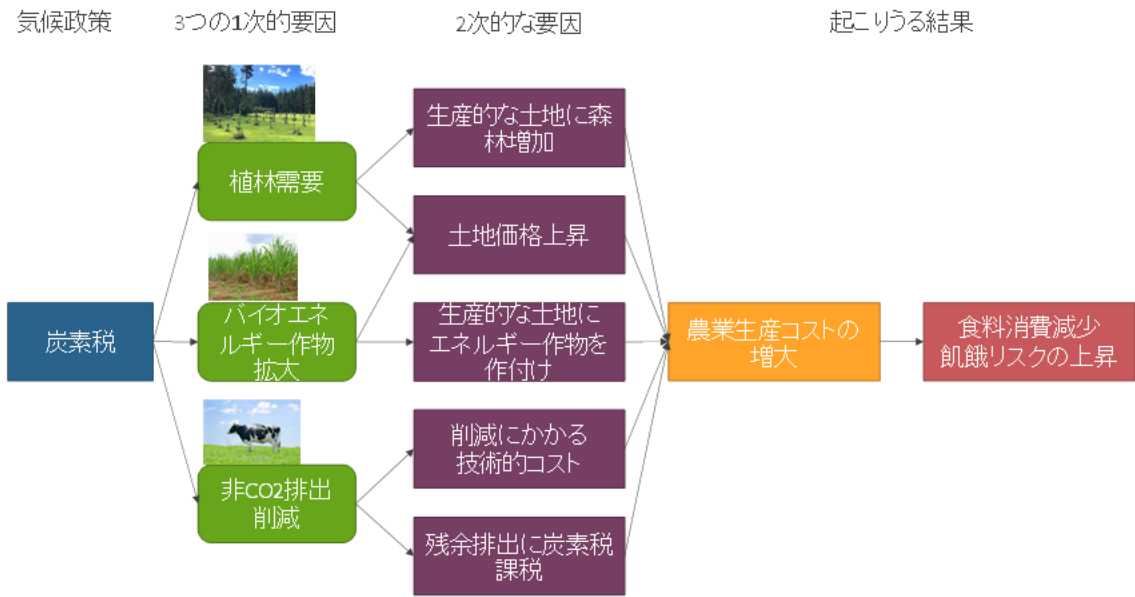 気候政策
3つの1次的要因
2次的な要因
起こりうる結果
炭素税
植林需要
バイオエネ
ルギー作物
拡大
非CO2排出
削減
生産的な土地に森
林増加
土地価格上昇
生産的な土地に
エネルギー作物を
作付け
削減にかかる
技術的コスト
残余排出に炭素税
課税
農業生産コストの
増大
食料消費減少
飢餓リスクの上昇